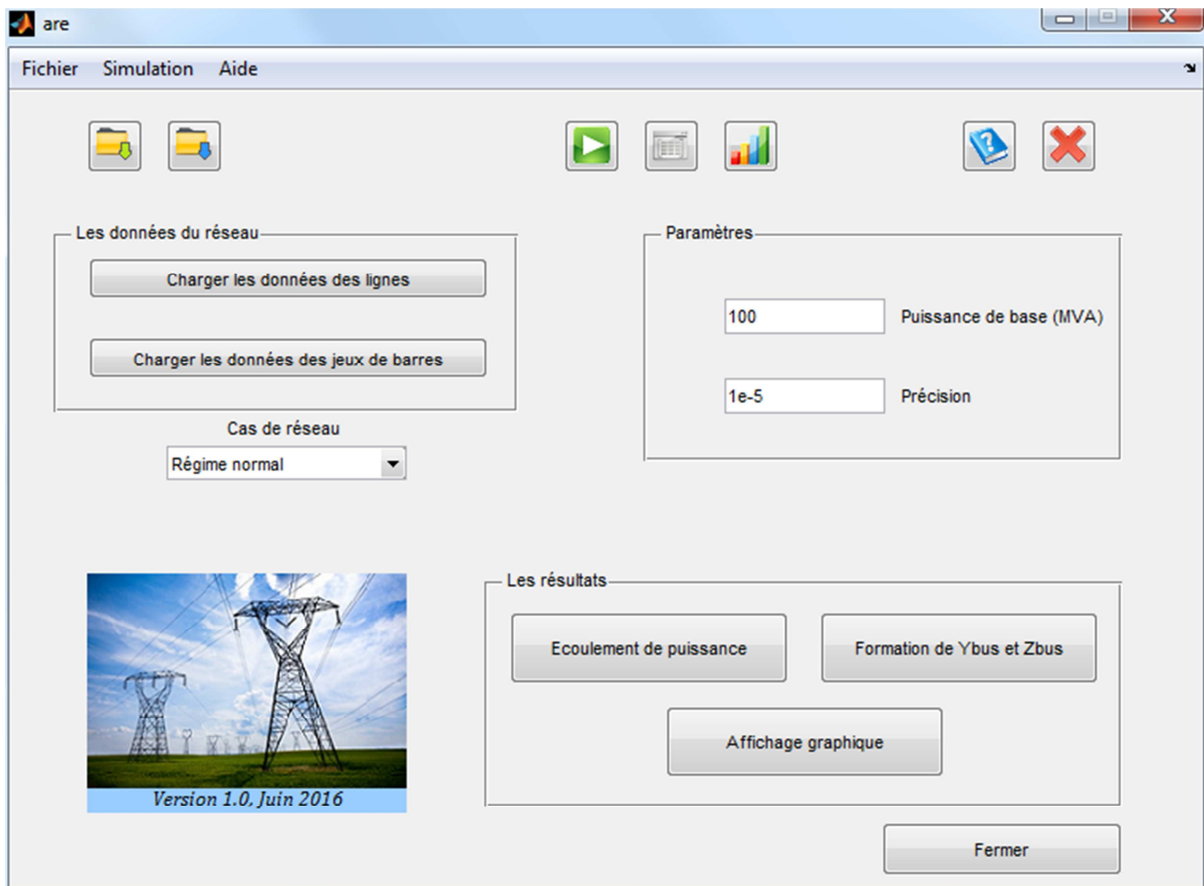 are
Fichier Simulation Aide
Les données du réseau
Charger les données des lignes
Charger les données des jeux de barres
Cas de réseau
Régime normal
Paramètres
100 Puissance de base (MVA)
1e-5 Précision
Version 1.0, Juin 2016
Les résultats
Ecoulement de puissance
Formation de Ybus et Zbus
Affichage graphique
Fermer